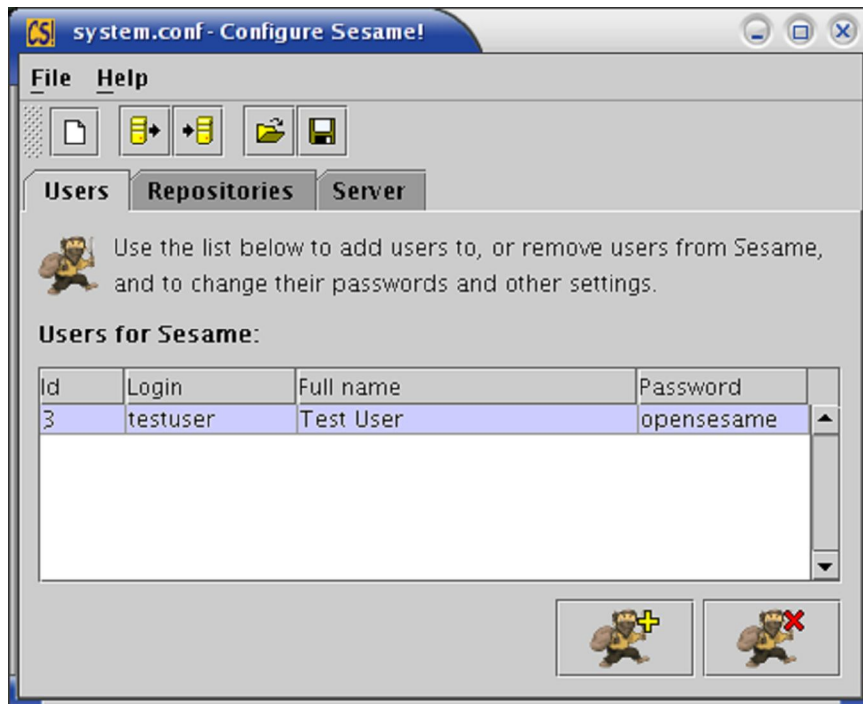 CS! system.conf - Configure Sesame!
File Help
Users Repositories Server
Use the list below to add users to, or remove users from Sesame,
and to change their passwords and other settings.
Users for Sesame:
Id Login Full name Password
3 testuser Test User opensesame